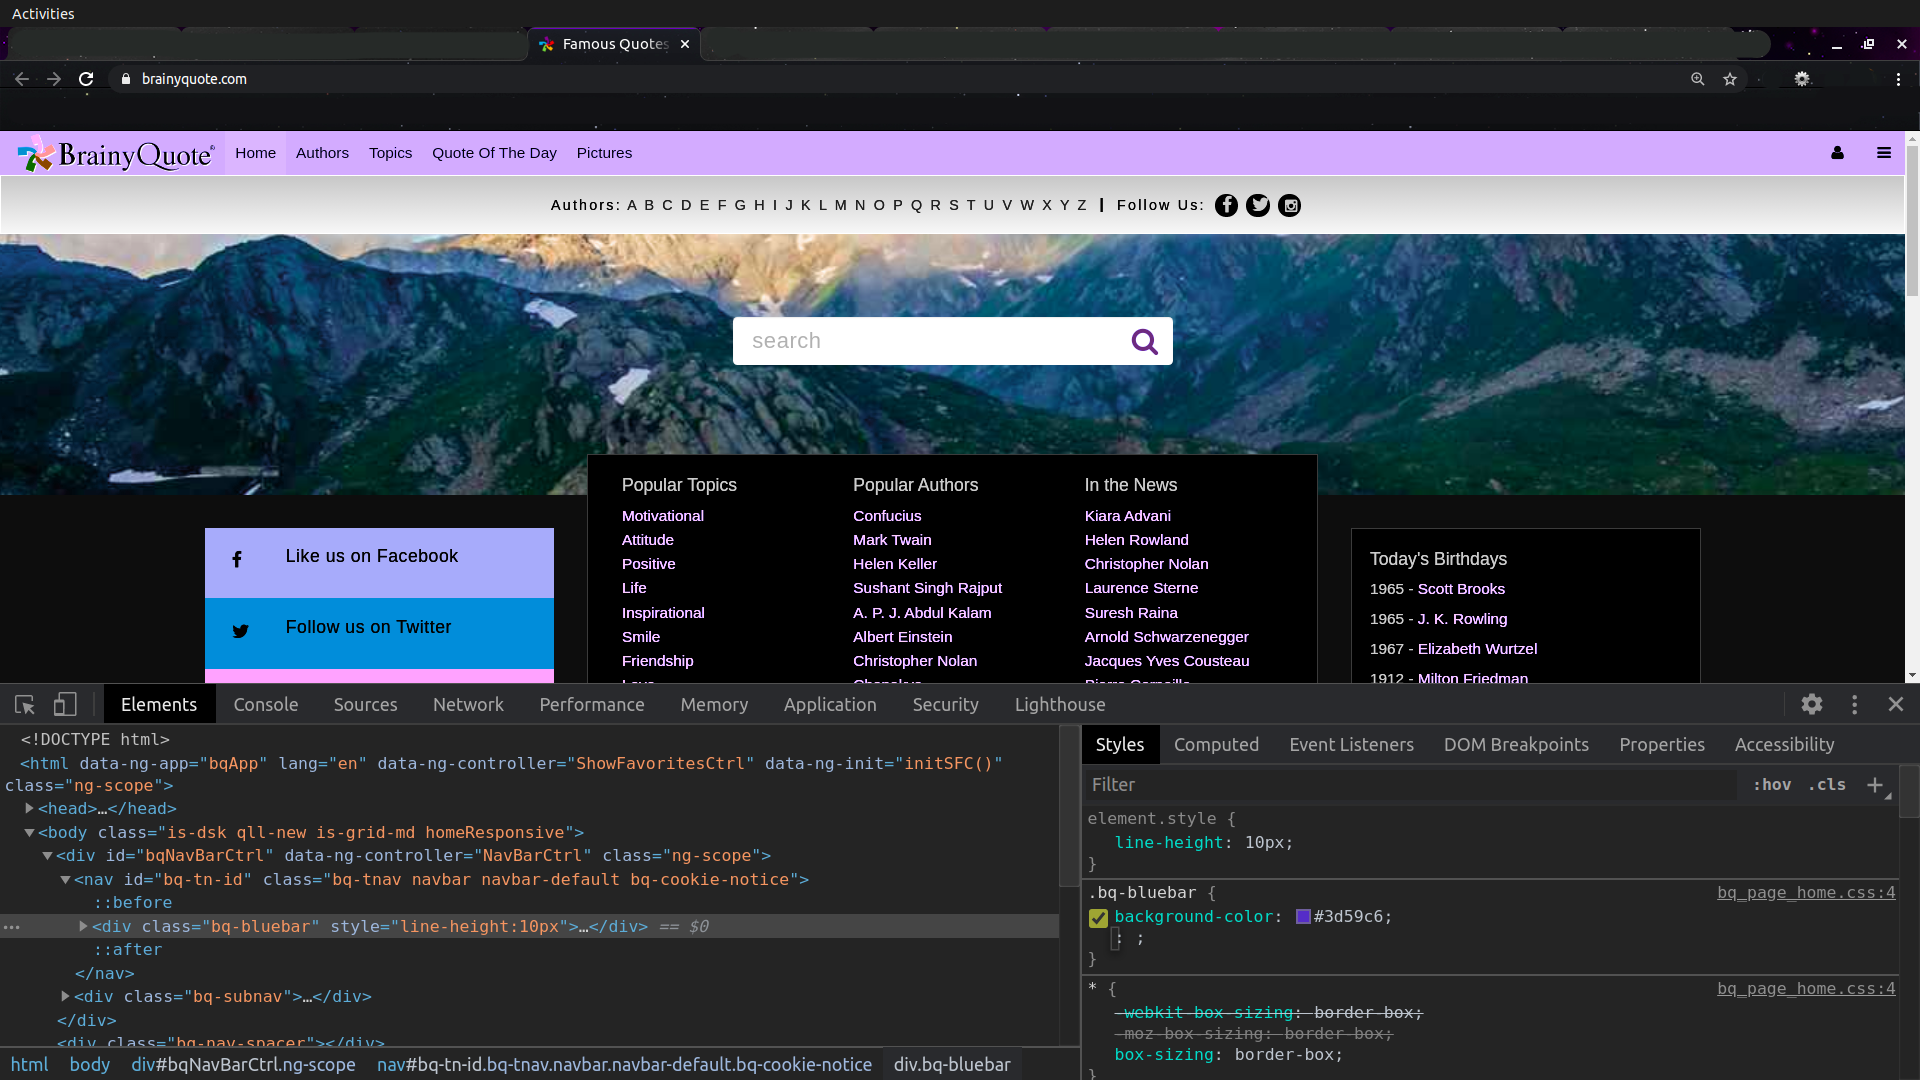 Activities
Famous Quotes
brainyquote.com
BrainyQuote® Home Authors Topics Quote Of The Day Pictures
Authors: A B C D E F G H I J K L M N O P Q R S T U V W X Y Z | Follow Us:
search
Popular Topics
Motivational
Attitude
Positive
Life
Inspirational
Smile
Friendship
Popular Authors
Confucius
Mark Twain
Helen Keller
Sushant Singh Rajput
A. P. J. Abdul Kalam
Albert Einstein
Christopher Nolan
In the News
Kiara Advani
Helen Rowland
Christopher Nolan
Laurence Sterne
Suresh Raina
Arnold Schwarzenegger
Jacques Yves Cousteau
Like us on Facebook
Follow us on Twitter
Today's Birthdays
1965 - Scott Brooks
1965 - J. K. Rowling
1967 - Elizabeth Wurtzel
1912 - Milton Friedman
Elements Console Sources Network Performance Memory Application Security Lighthouse
<!DOCTYPE html>
<html data-ng-app="bqApp" lang="en" data-ng-controller="ShowFavoritesCtrl" data-ng-init="initSFC()"
class="ng-scope">
<head>…</head>
<body class="is-dsk qll-new is-grid-md homeResponsive">
<div id="bqNavBarCtrl" data-ng-controller="NavBarCtrl" class="ng-scope">
<nav id="bq-tn-id" class="bq-tnav navbar navbar-default bq-cookie-notice">
::before
<div class="bq-bluebar" style="line-height:10px">…</div> == $0
::after
</nav>
<div class="bq-subnav">…</div>
</div>
<div class="bq-nav-spacer"></div>
html body div#bqNavBarCtrl.ng-scope nav#bq-tn-id.bq-tnav.navbar.navbar-default.bq-cookie-notice div.bq-bluebar
Styles Computed Event Listeners DOM Breakpoints Properties Accessibility
Filter :hov .cls +
element.style {
line-height: 10px;
}
.bq-bluebar { bq_page_home.css:4
background-color: #3d59c6;
: ;
}
* { bq_page_home.css:4
-webkit-box-sizing: border-box;
-moz-box-sizing: border-box;
box-sizing: border-box;
}